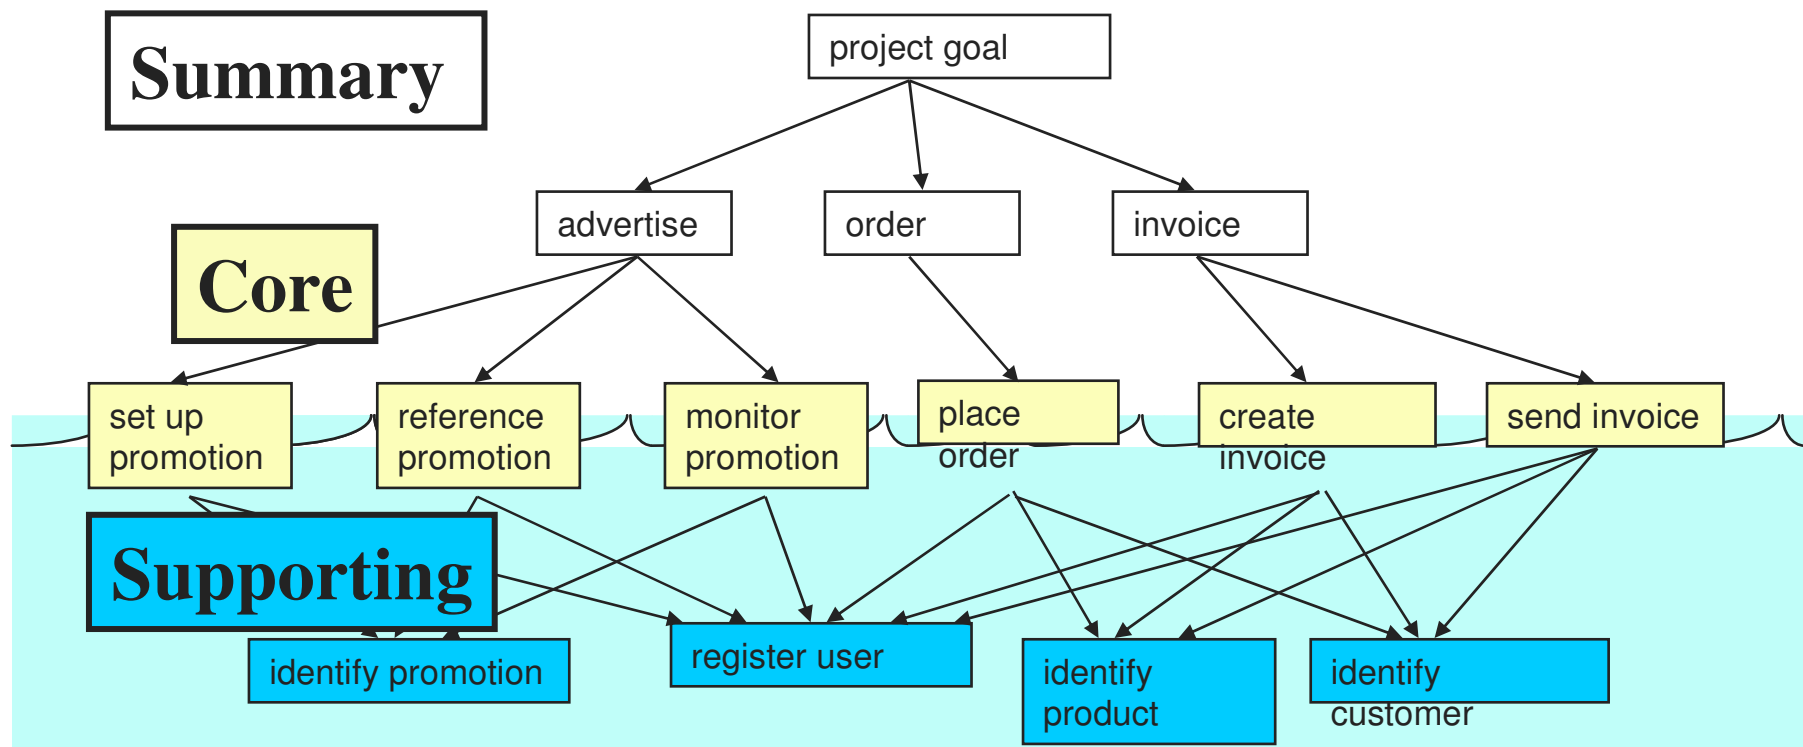 Summary
project goal
advertise
order
invoice
Core
set up
promotion
reference
promotion
monitor
promotion
place
order
create
invoice
send invoice
Supporting
identify promotion
register user
identify
product
identify
customer